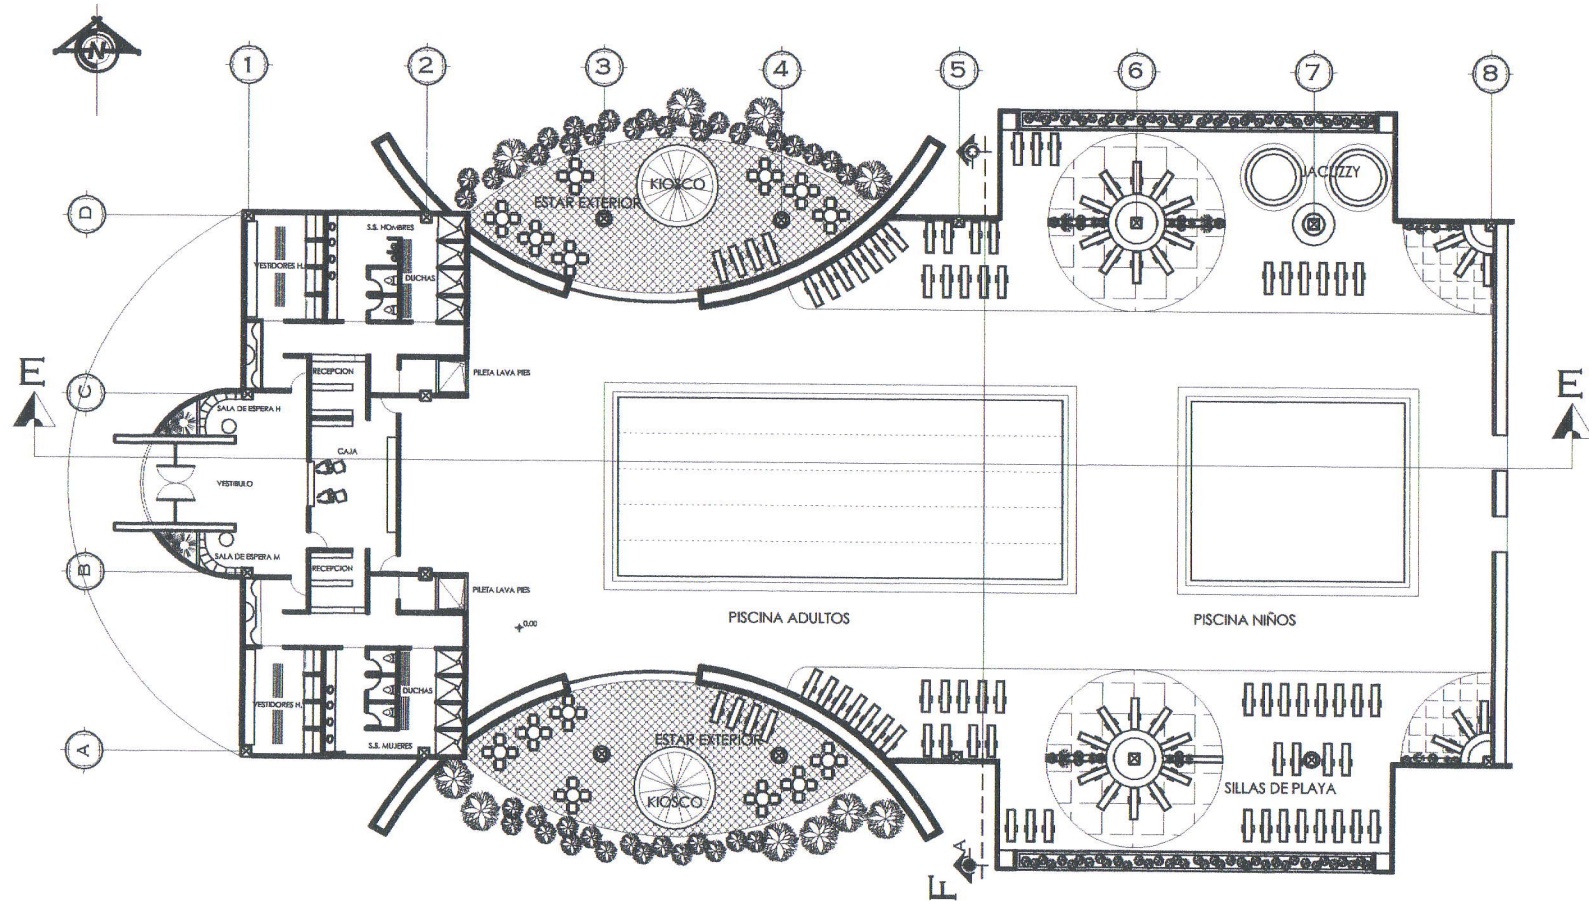 N
1 2 3 4 5 6 7 8
D
C
B
A
E
E
F
A
KIOSCO
ESTAR EXTERIOR
JACUZZY
S.S. HOMBRES
VESTIDORES H.
DUCHAS
RECEPCION
PILETA LAVA PIES
SALA DE ESPERA H
CAJA
VESTIBULO
SALA DE ESPERA M
RECEPCION
PILETA LAVA PIES
0.00
PISCINA ADULTOS
PISCINA NIÑOS
DUCHAS
VESTIDORES H.
S.S. MUJERES
ESTAR EXTERIOR
KIOSCO
SILLAS DE PLAYA